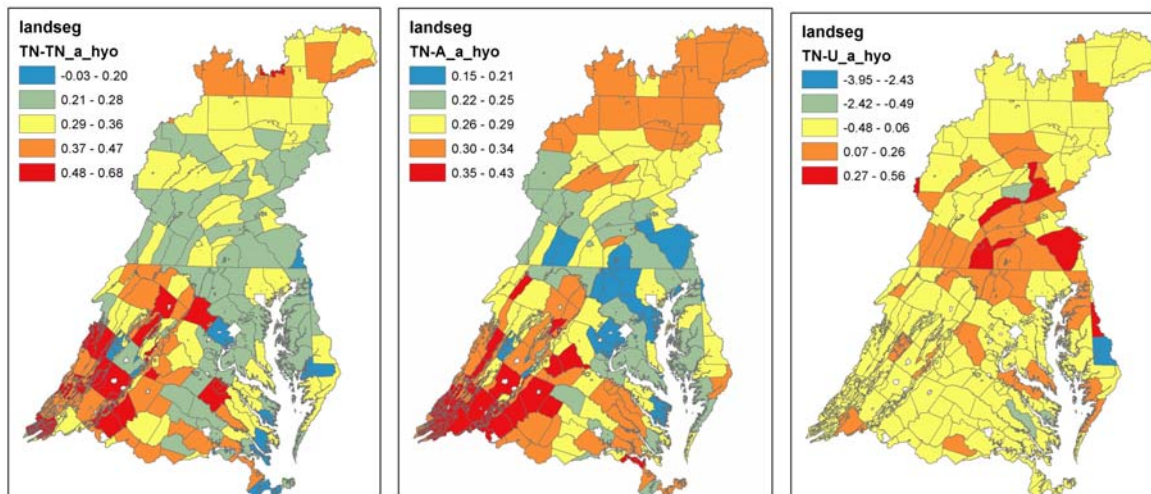 landseg
TN-TN_a_hyo
-0.03 - 0.20
0.21 - 0.28
0.29 - 0.36
0.37 - 0.47
0.48 - 0.68
landseg
TN-A_a_hyo
0.15 - 0.21
0.22 - 0.25
0.26 - 0.29
0.30 - 0.34
0.35 - 0.43
landseg
TN-U_a_hyo
-3.95 - -2.43
-2.42 - -0.49
-0.48 - 0.06
0.07 - 0.26
0.27 - 0.56